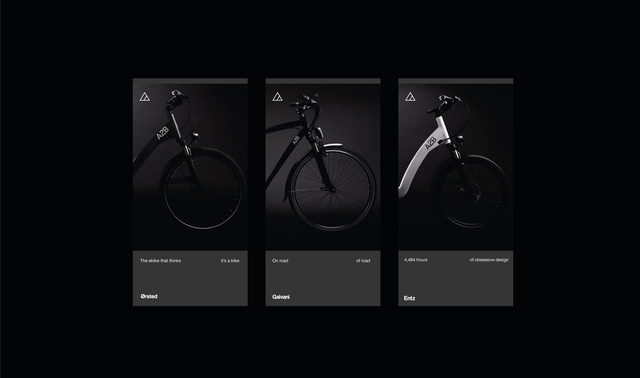 A2B
The ebike that thinks it's a bike
Ørsted
A2B
On road of road
Galvani
A2B
4,464 hours of obsessive design
Entz